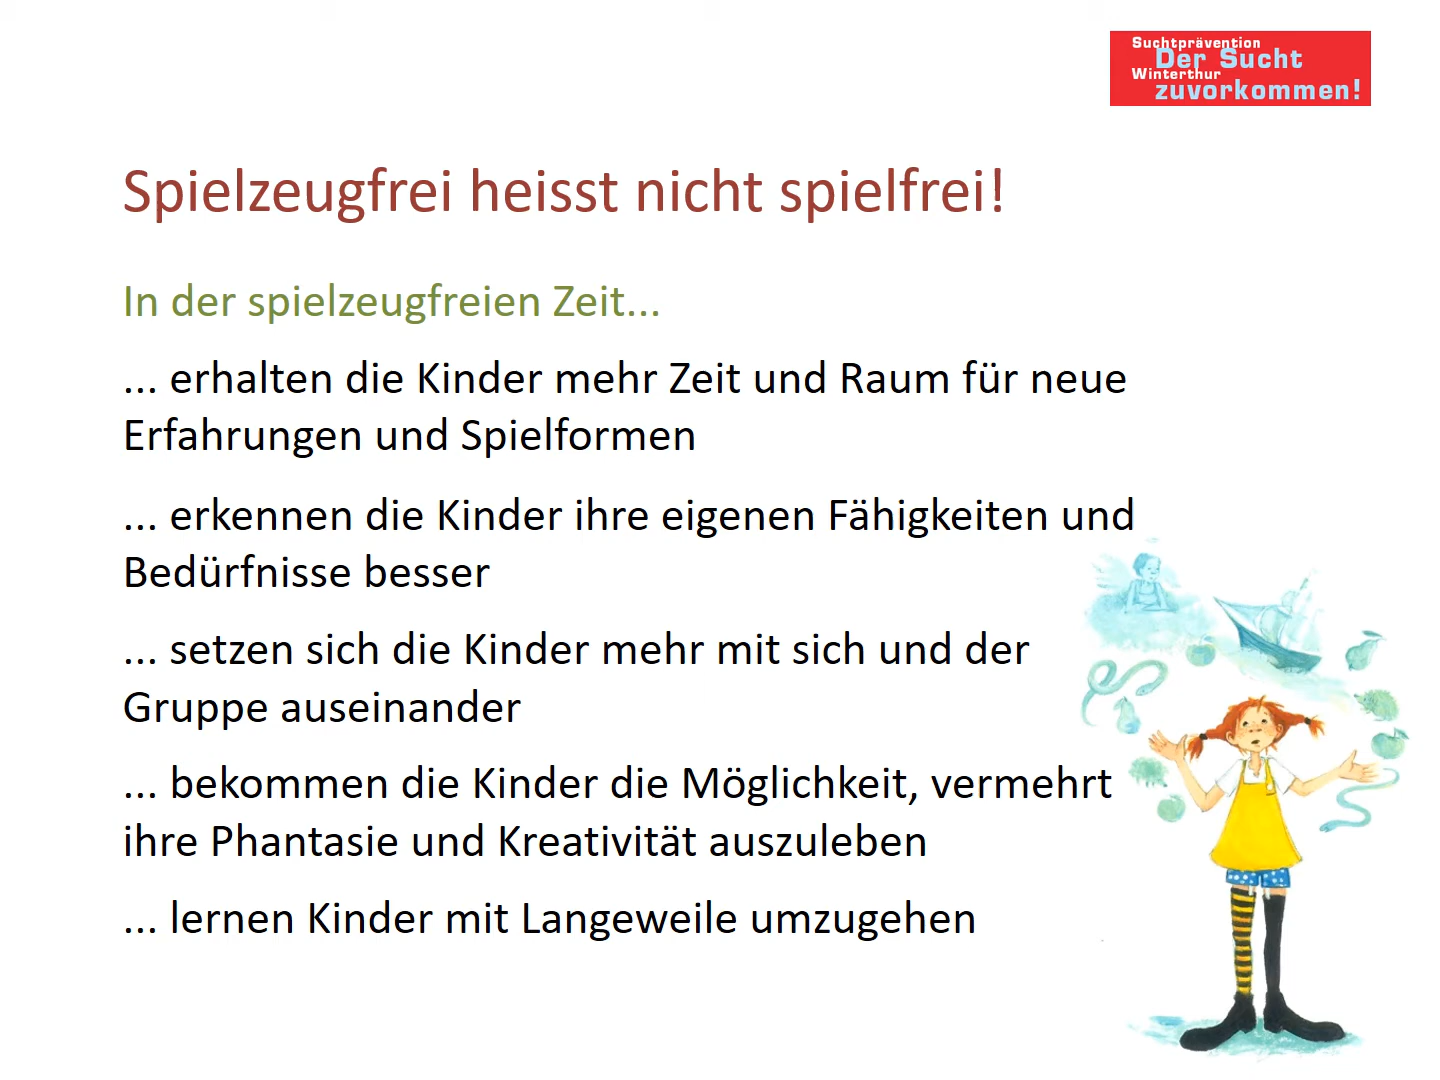 Suchtprävention
Der Sucht
Winterthur
zuvorkommen!
Spielzeugfrei heisst nicht spielfrei!
In der spielzeugfreien Zeit...
... erhalten die Kinder mehr Zeit und Raum für neue
Erfahrungen und Spielformen
... erkennen die Kinder ihre eigenen Fähigkeiten und
Bedürfnisse besser
... setzen sich die Kinder mehr mit sich und der
Gruppe auseinander
... bekommen die Kinder die Möglichkeit, vermehrt
ihre Phantasie und Kreativität auszuleben
... lernen Kinder mit Langeweile umzugehen